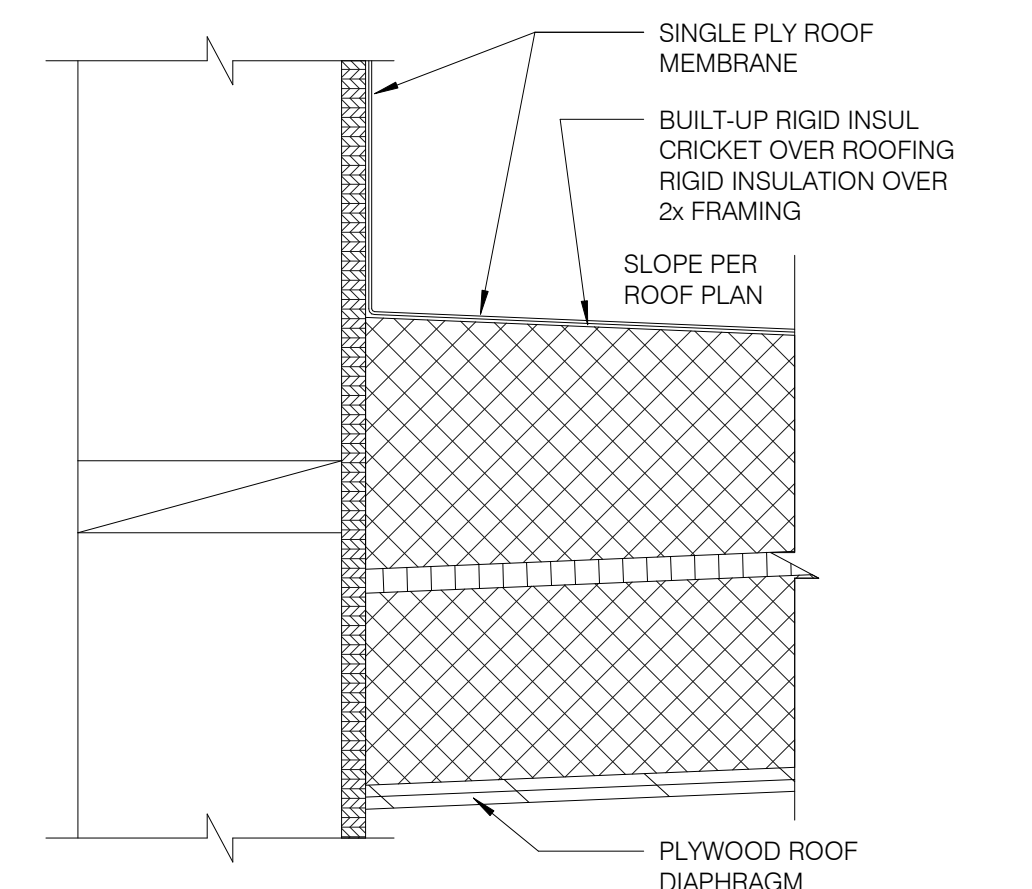 SINGLE PLY ROOF
MEMBRANE
BUILT-UP RIGID INSUL
CRICKET OVER ROOFING
RIGID INSULATION OVER
2x FRAMING
SLOPE PER
ROOF PLAN
PLYWOOD ROOF
DIAPHRAGM